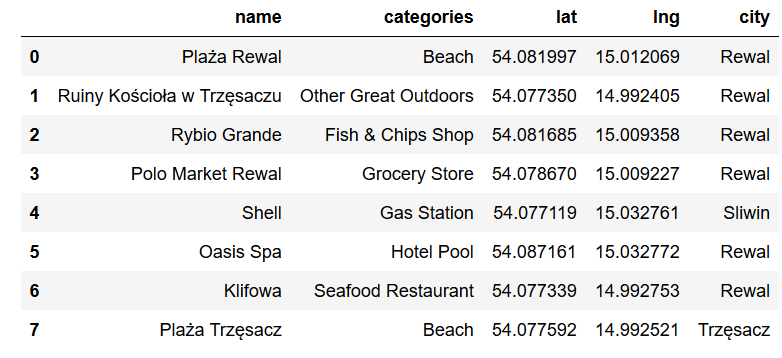 name categories lat lng city
0 Plaża Rewal Beach 54.081997 15.012069 Rewal
1 Ruiny Kościoła w Trzęsaczu Other Great Outdoors 54.077350 14.992405 Rewal
2 Rybio Grande Fish & Chips Shop 54.081685 15.009358 Rewal
3 Polo Market Rewal Grocery Store 54.078670 15.009227 Rewal
4 Shell Gas Station 54.077119 15.032761 Sliwin
5 Oasis Spa Hotel Pool 54.087161 15.032772 Rewal
6 Klifowa Seafood Restaurant 54.077339 14.992753 Rewal
7 Plaża Trzęsacz Beach 54.077592 14.992521 Trzęsacz